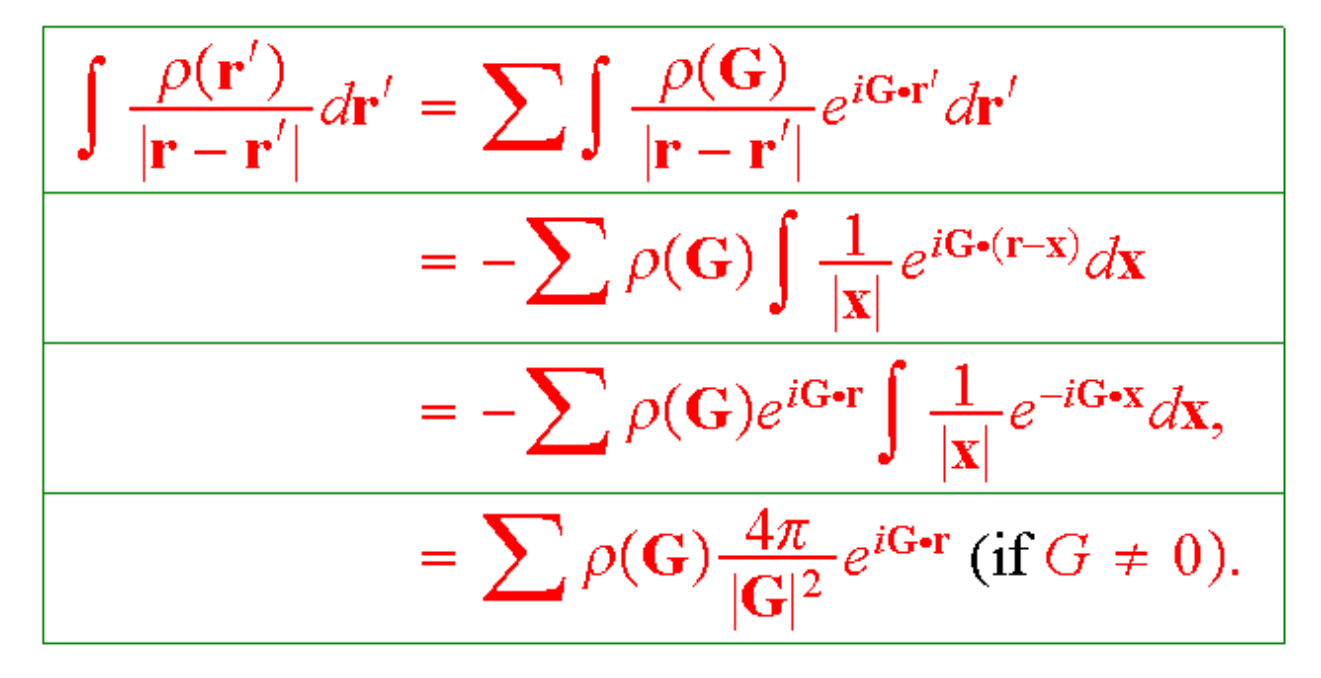 ∫ ρ(𝐫′)/|𝐫 − 𝐫′| d𝐫′ = ∑ ∫ ρ(𝐆)/|𝐫 − 𝐫′| e^{i𝐆•𝐫′} d𝐫′
= − ∑ ρ(𝐆) ∫ 1/|𝐱| e^{i𝐆•(𝐫−𝐱)} d𝐱
= − ∑ ρ(𝐆) e^{i𝐆•𝐫} ∫ 1/|𝐱| e^{−i𝐆•𝐱} d𝐱,
= ∑ ρ(𝐆) 4π/|𝐆|² e^{i𝐆•𝐫} (if G ≠ 0).